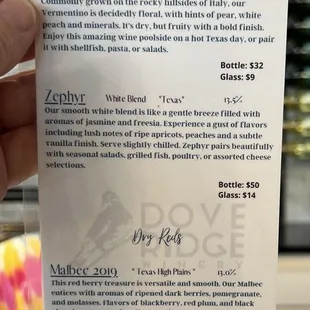 Commonly grown on the rocky hillsides of Italy, our
Vermentino is decidedly floral, with hints of pear, white
peach and minerals. It's dry, but fruity with a bold finish.
Enjoy this amazing wine poolside on a hot Texas day, or pair
it with shellfish, pasta, or salads.
Bottle: $32
Glass: $9
Zephyr White Blend "Texas" 13.5%
Our smooth white blend is like a gentle breeze filled with
aromas of jasmine and freesia. Experience a gust of flavors
including lush notes of ripe apricots, peaches and a subtle
vanilla finish. Serve slightly chilled. Zephyr pairs beautifully
with seasonal salads, grilled fish, poultry, or assorted cheese
selections.
Bottle: $50
Glass: $14
DOVE
RIDGE
WINERY
Dry Reds
Malbec 2019 "Texas High Plains" 13.0%
This red berry treasure is versatile and smooth. Our Malbec
entices with aromas of ripened dark berries, pomegranate,
and molasses. Flavors of blackberry, red plum, and black